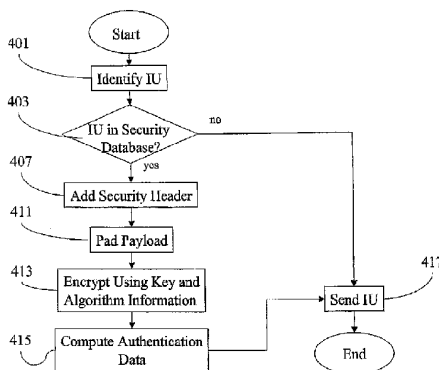 Start
401
Identify IU
403
IU in Security
Database?
no
yes
407
Add Security Header
411
Pad Payload
413
Encrypt Using Key and
Algorithm Information
417
Send IU
415
Compute Authentication
Data
End